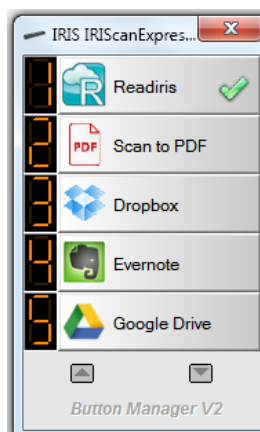 IRIS IRIScanExpres...
1 Readiris
2 PDF Scan to PDF
3 Dropbox
4 Evernote
5 Google Drive
Button Manager V2